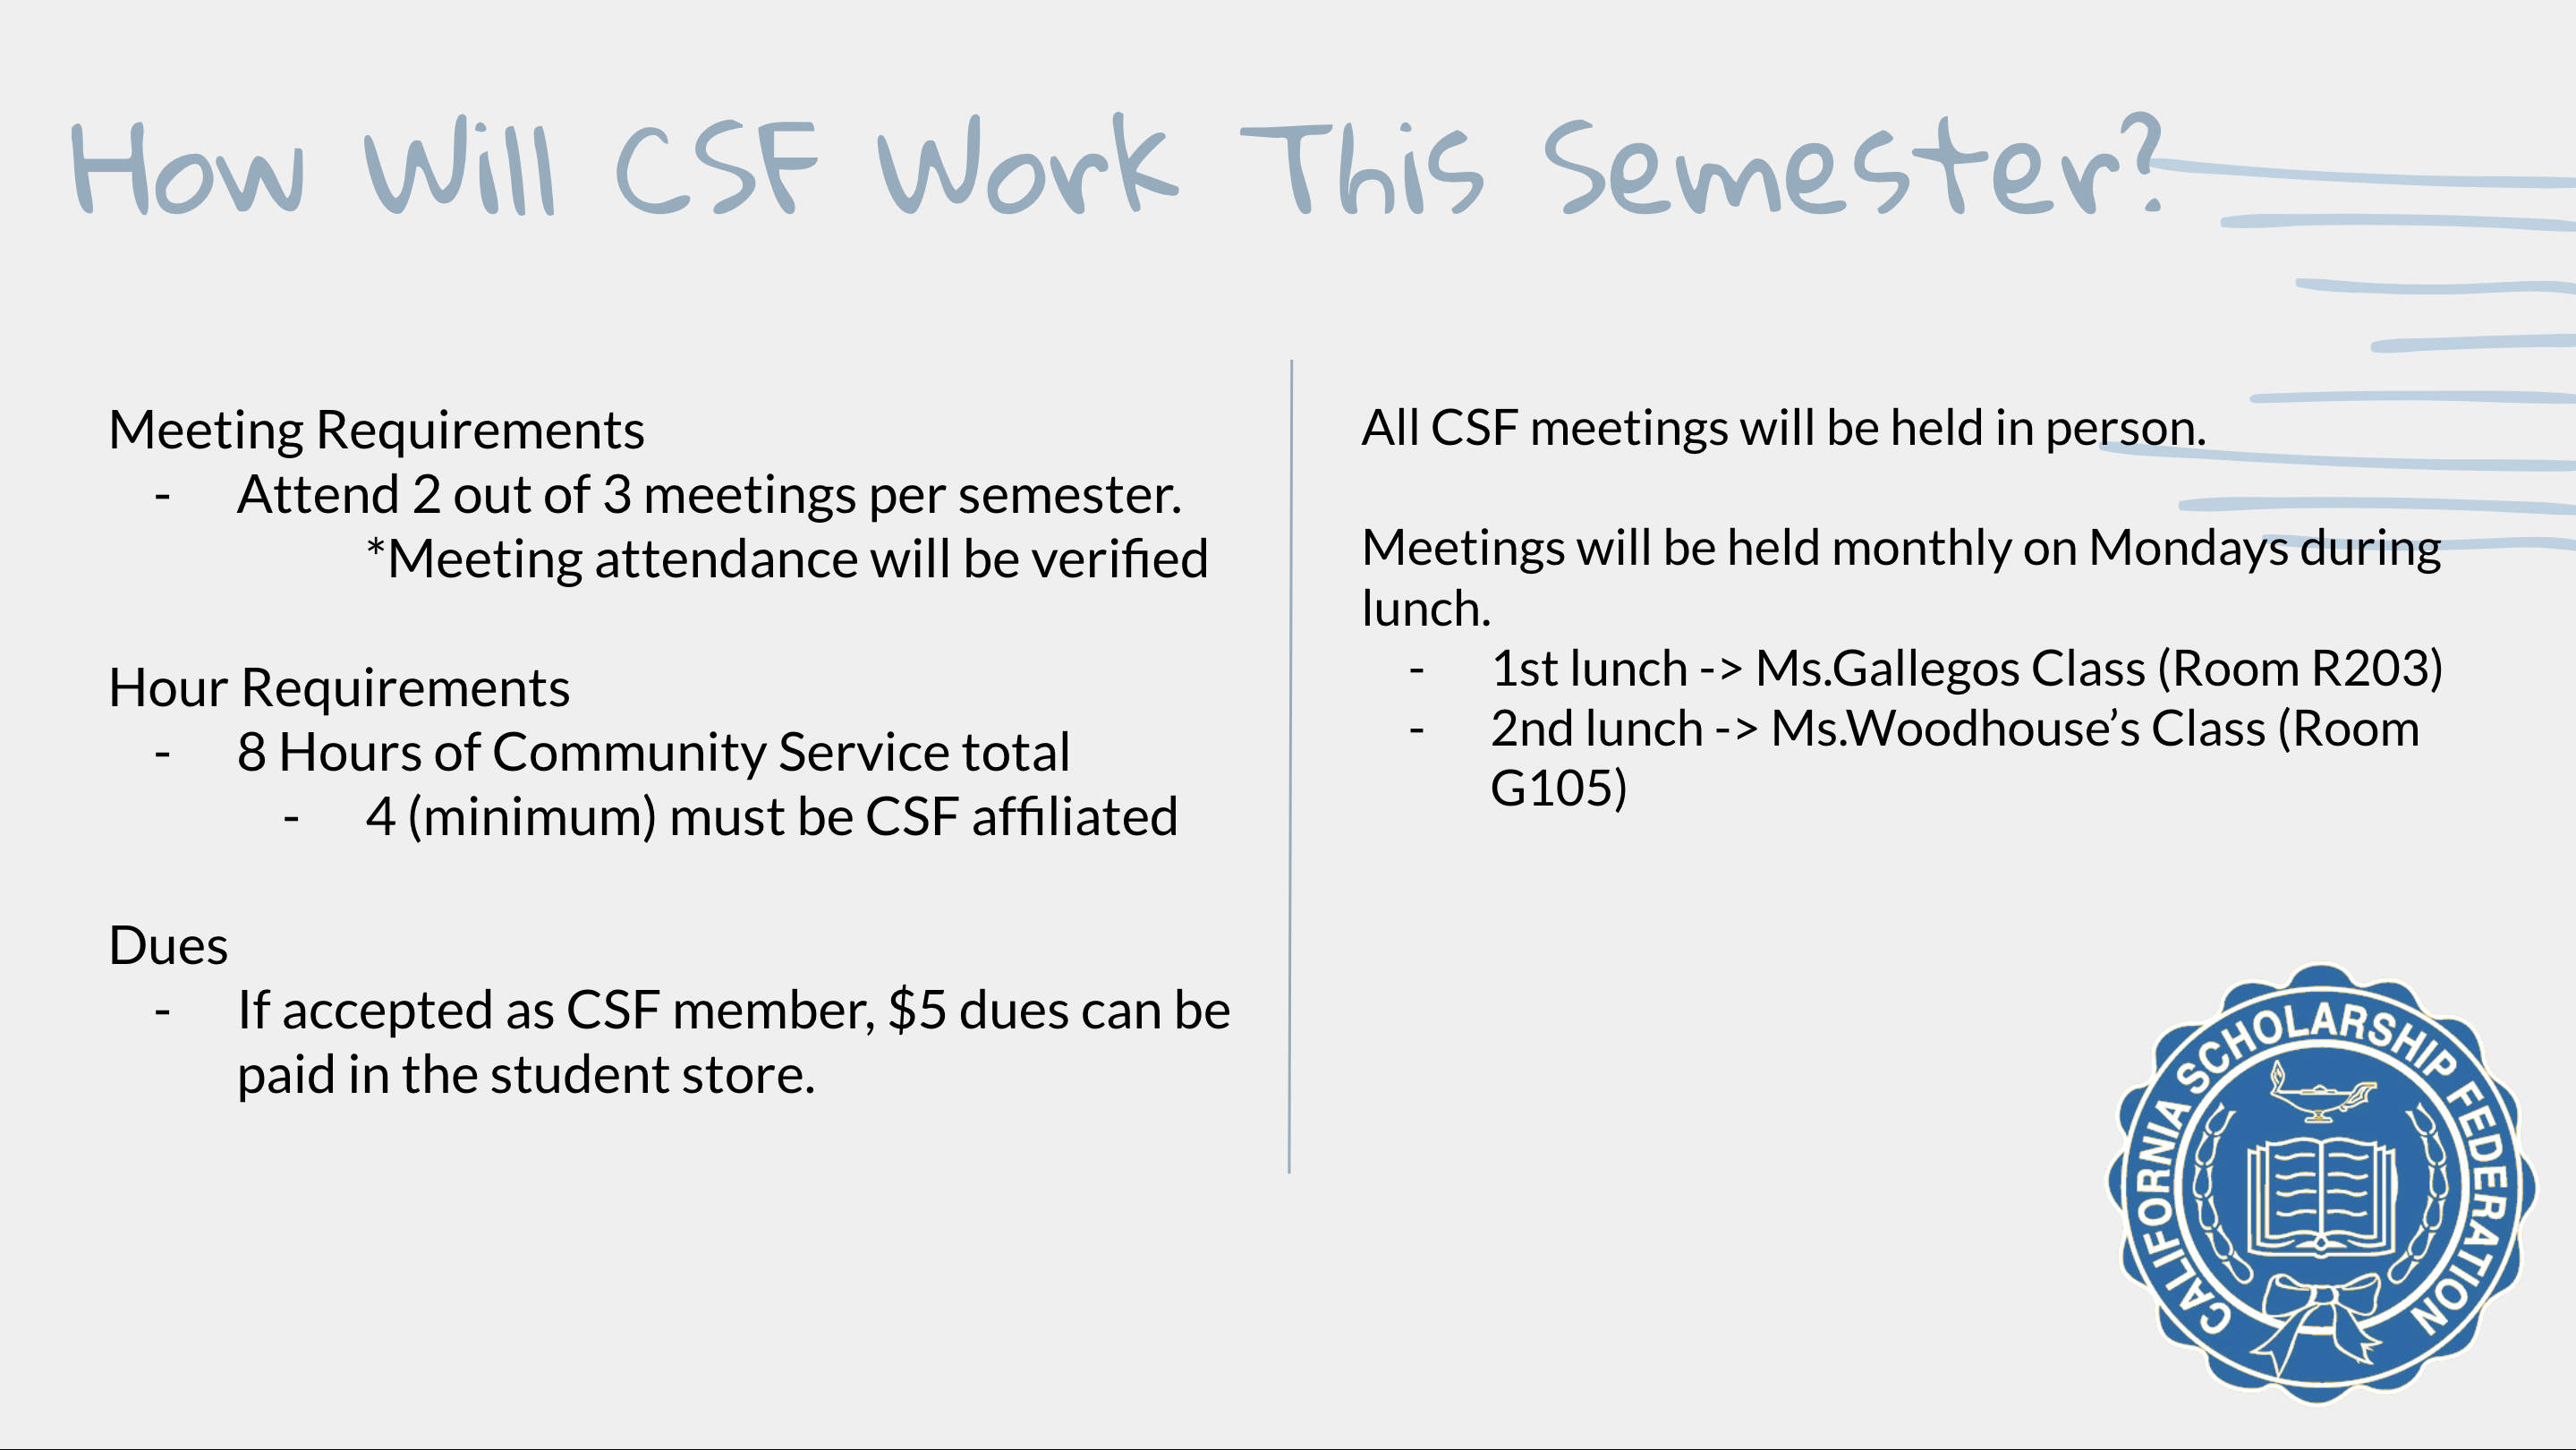 How Will CSF Work This Semester?
Meeting Requirements
- Attend 2 out of 3 meetings per semester.
*Meeting attendance will be verified
Hour Requirements
- 8 Hours of Community Service total
- 4 (minimum) must be CSF affiliated
Dues
- If accepted as CSF member, $5 dues can be
paid in the student store.
All CSF meetings will be held in person.
Meetings will be held monthly on Mondays during
lunch.
- 1st lunch -> Ms.Gallegos Class (Room R203)
- 2nd lunch -> Ms.Woodhouse’s Class (Room
G105)
CALIFORNIA SCHOLARSHIP FEDERATION